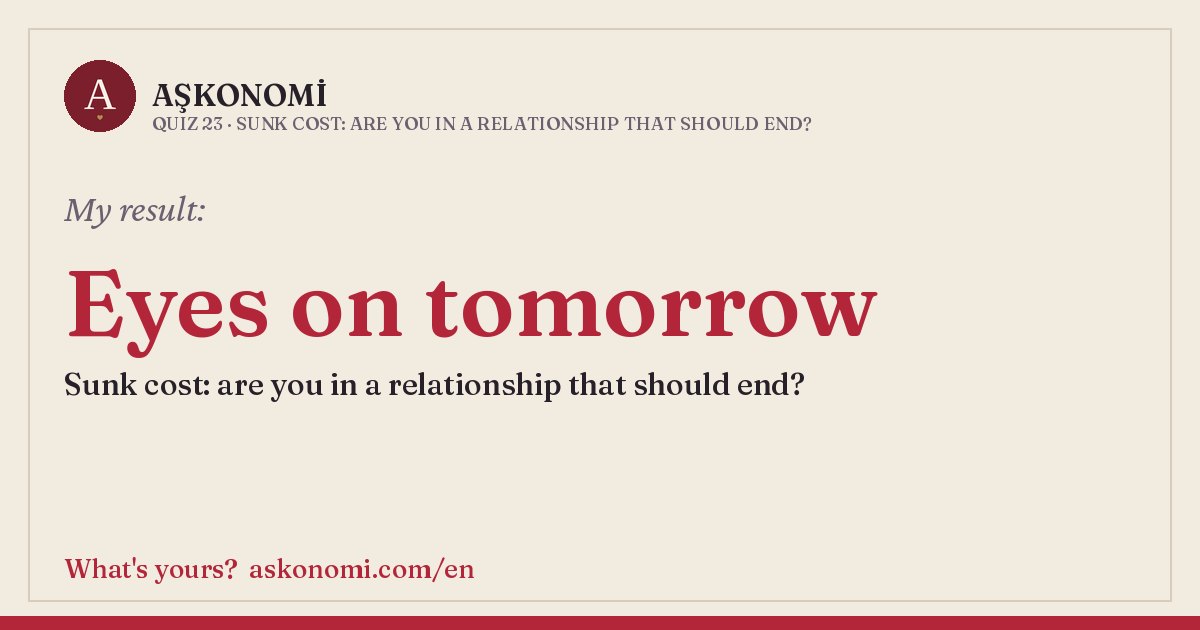 A
AŞKONOMİ
QUIZ 23 · SUNK COST: ARE YOU IN A RELATIONSHIP THAT SHOULD END?
My result:
Eyes on tomorrow
Sunk cost: are you in a relationship that should end?
What's yours? askonomi.com/en